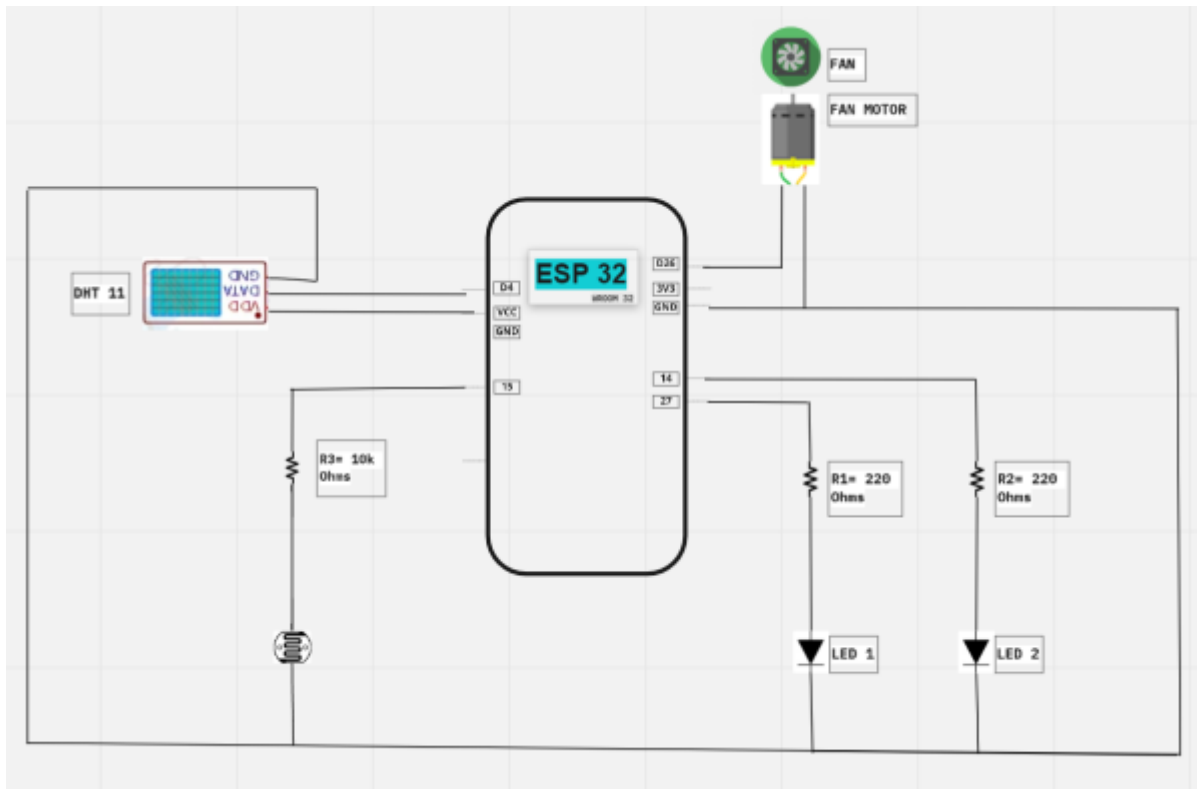 FAN
FAN MOTOR
ESP 32
WROOM 32
D4
VCC
GND
3V3
GND
14
27
DHT 11
GND
DATA
VDD
R3= 10k
Ohms
R1= 220
Ohms
R2= 220
Ohms
LED 1
LED 2